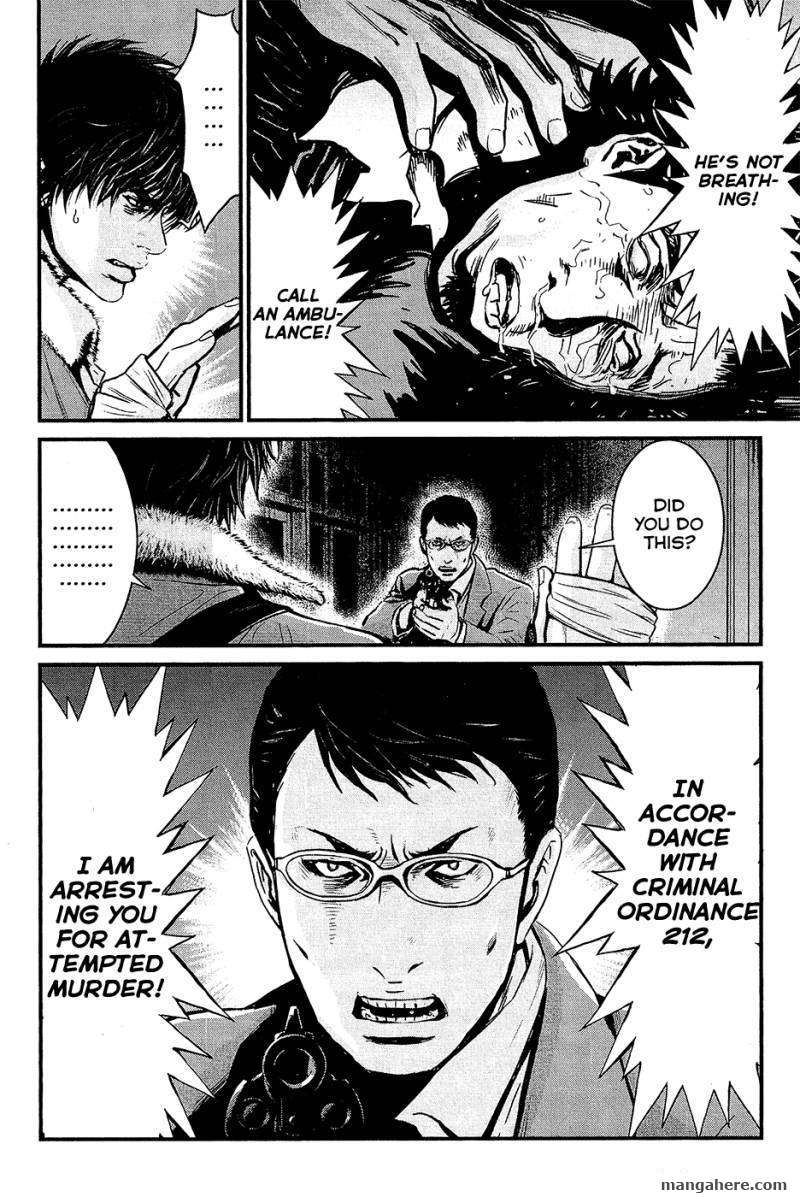 HE'S NOT
BREATH-
ING!
CALL
AN AMBU-
LANCE!
......
......
DID
YOU DO
THIS?
..........
..........
..........
..........
..........
IN
ACCOR-
DANCE
WITH
CRIMINAL
ORDINANCE
212,
I AM
ARREST-
ING YOU
FOR AT-
TEMPTED
MURDER!
mangahere.com